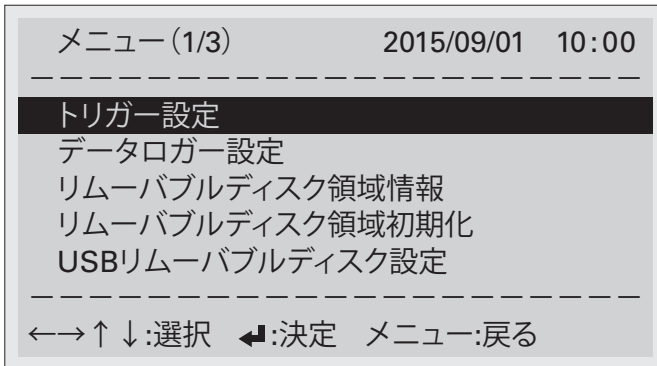 メニュー（1/3） 2015/09/01 10:00
トリガー設定
データロガー設定
リムーバブルディスク領域情報
リムーバブルディスク領域初期化
USBリムーバブルディスク設定
←→↑↓:選択 ↵:決定 メニュー:戻る